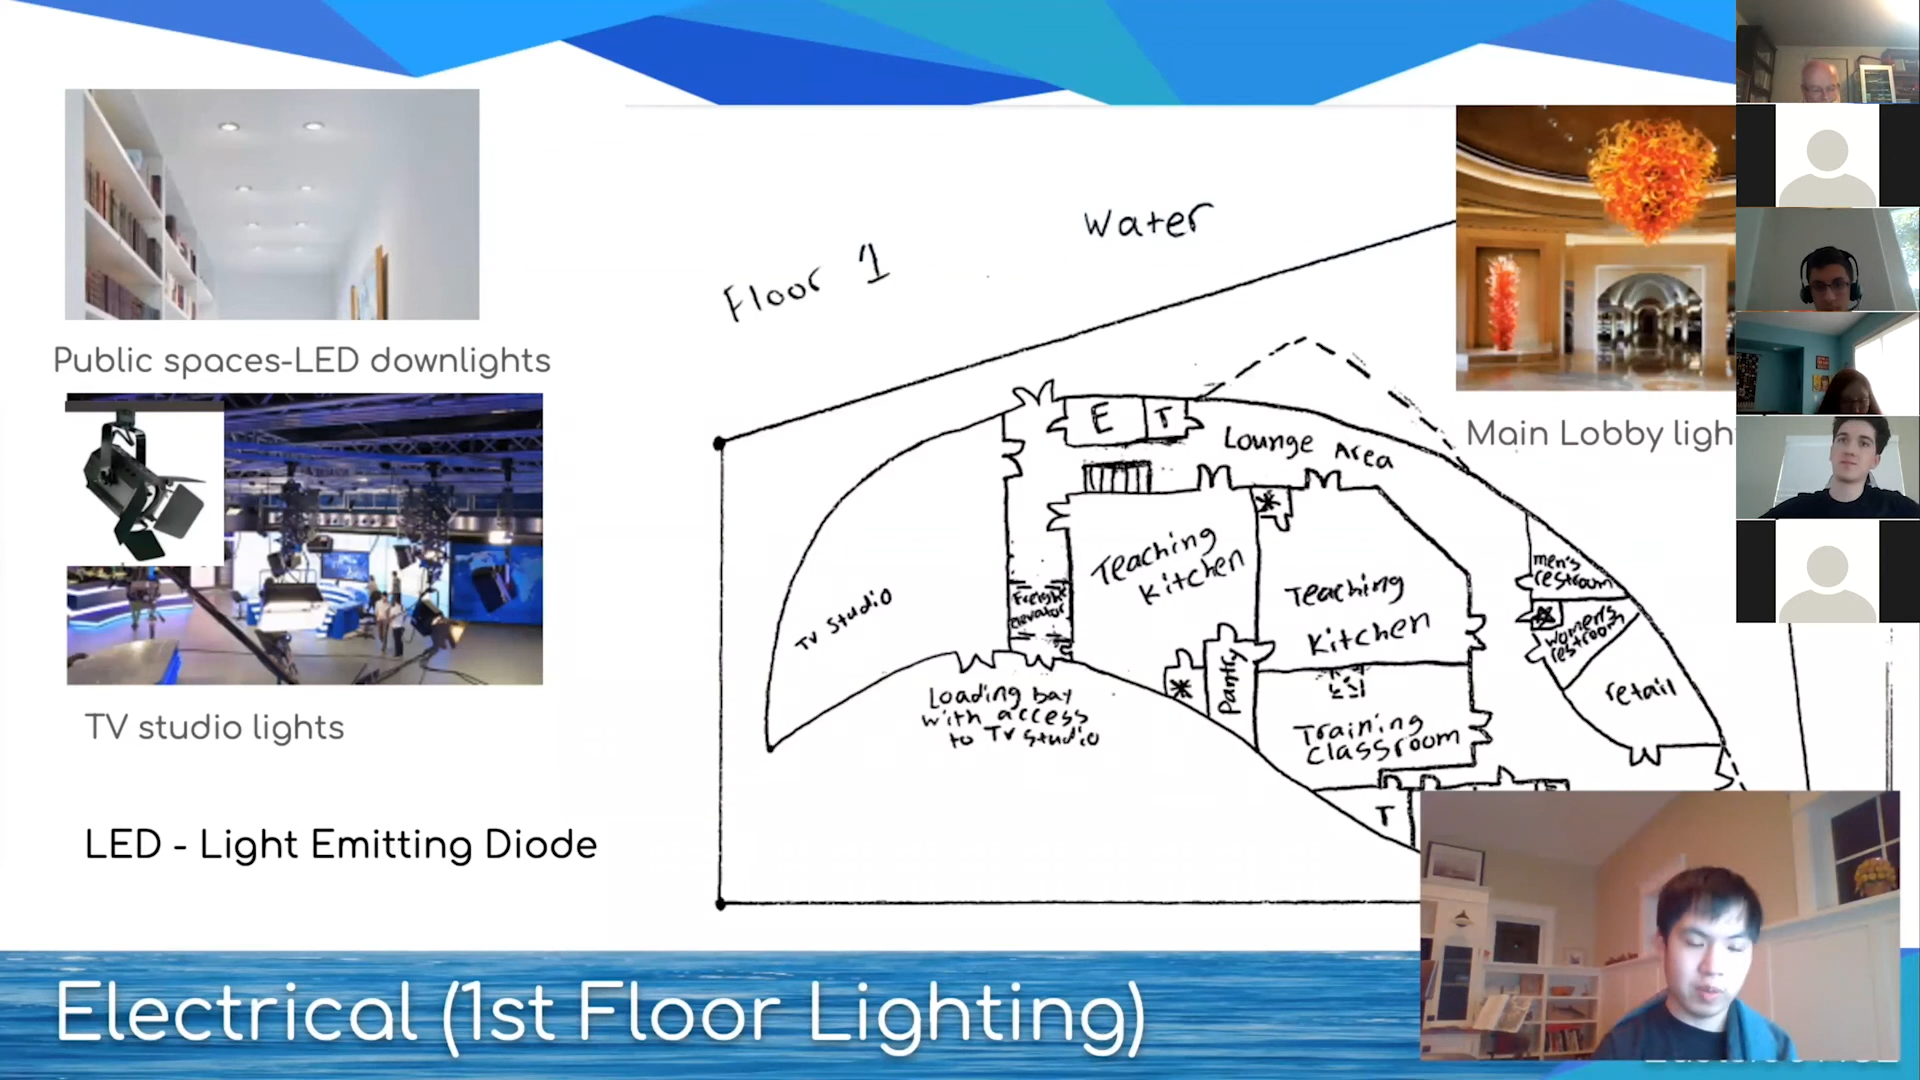 Public spaces-LED downlights
TV studio lights
LED - Light Emitting Diode
Water
Floor 1
Main Lobby ligh
E
T
Lounge Area
Teaching
Kitchen
Teaching
Kitchen
TV Studio
Freight
Elevator
men's
restroom
women's
restroom
retail
Pantry
Loading bay
with access
to TV studio
Training
Classroom
T
Electrical (1st Floor Lighting)